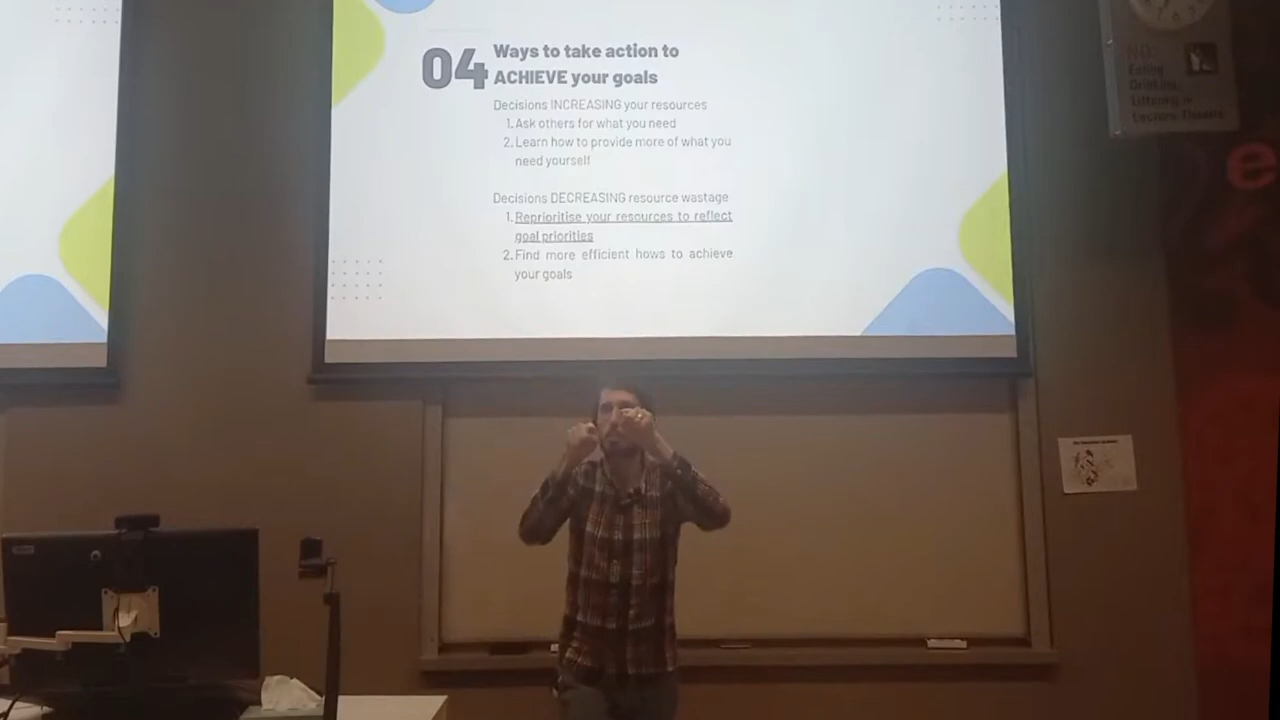 04
Ways to take action to
ACHIEVE your goals
Decisions INCREASING your resources
1. Ask others for what you need
2. Learn how to provide more of what you
need yourself
Decisions DECREASING resource wastage
1. Reprioritise your resources to reflect
goal priorities
2. Find more efficient hows to achieve
your goals
NO
Eating
Drinking
Littering in
Lecture Theatre
e